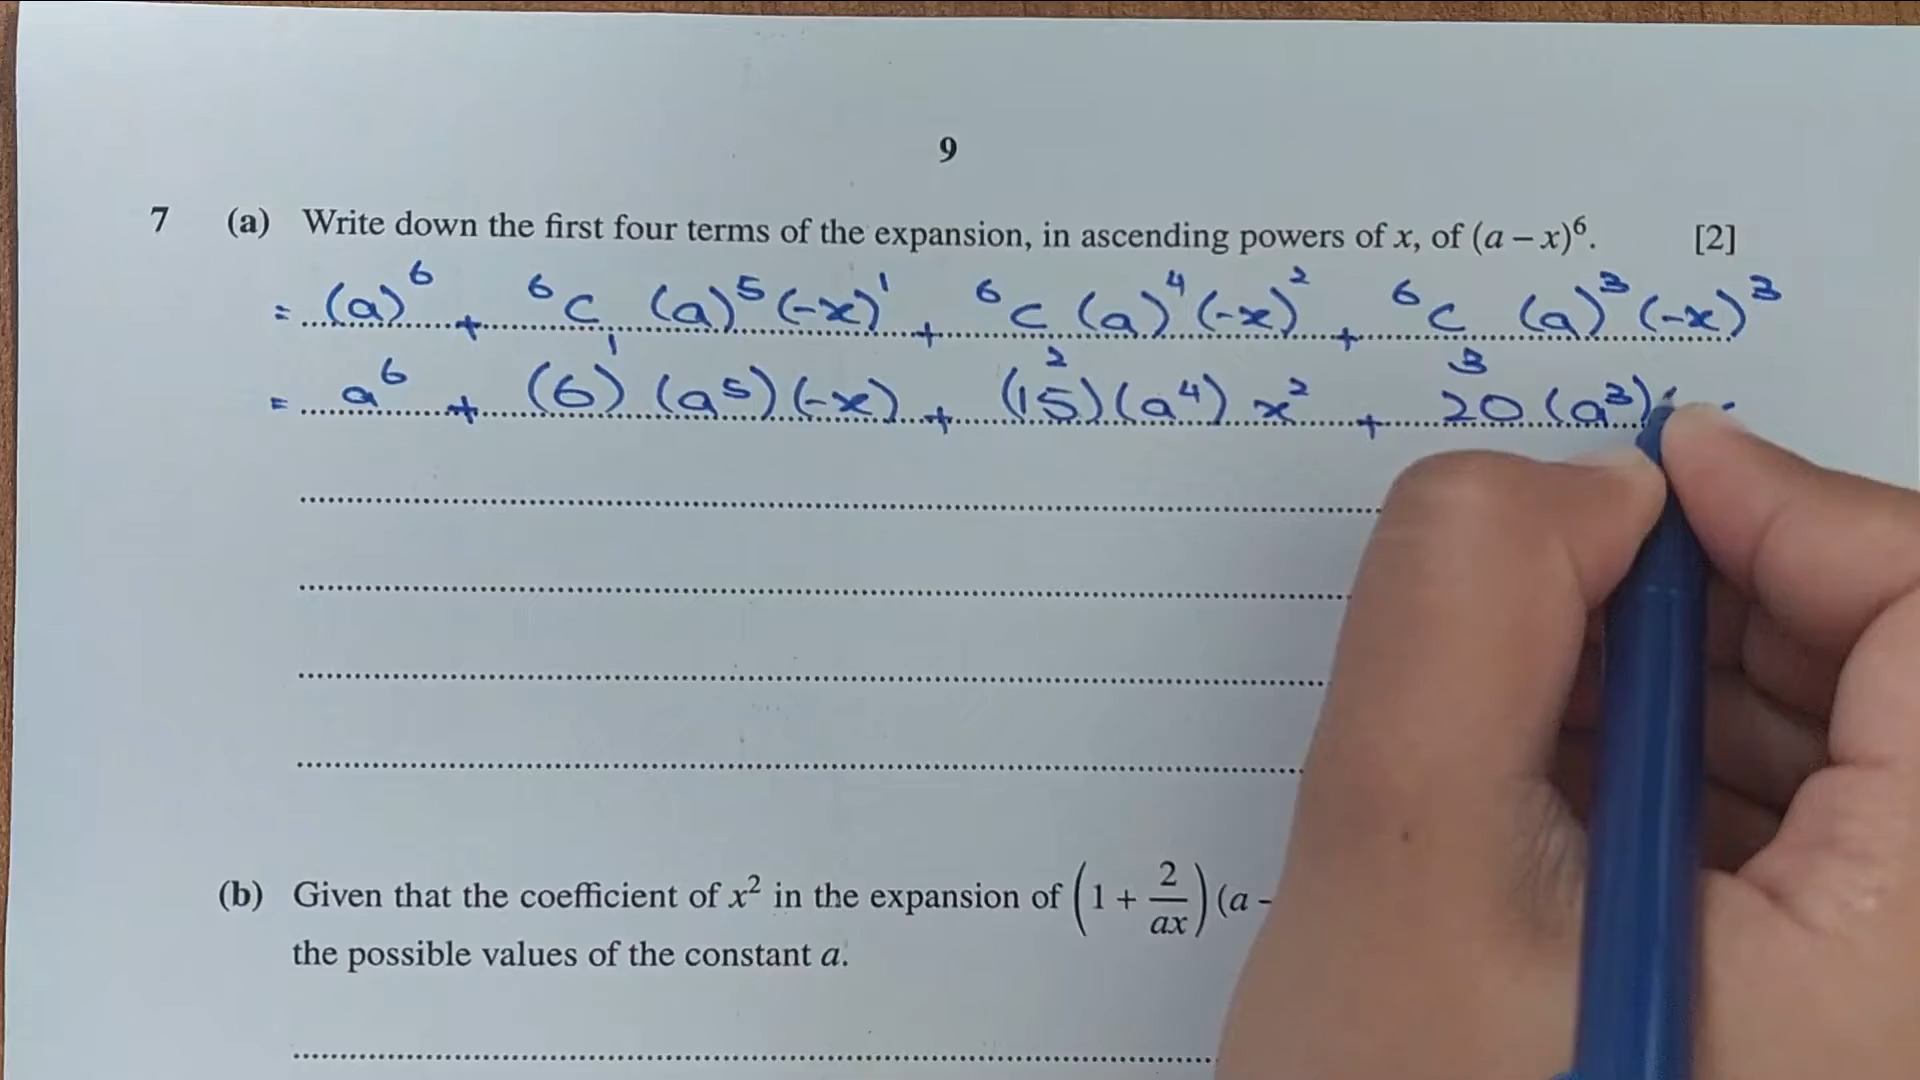 9
7 (a) Write down the first four terms of the expansion, in ascending powers of x, of (a – x)⁶. [2]
= (a)⁶ + ⁶C₁ (a)⁵(-x)¹ + ⁶C₂ (a)⁴(-x)² + ⁶C₃ (a)³(-x)³
= a⁶ + (6)(a⁵)(-x) + (15)(a⁴) x² + 20(a³)(
(b) Given that the coefficient of x² in the expansion of (1 + 2/ax)(a –
the possible values of the constant a.